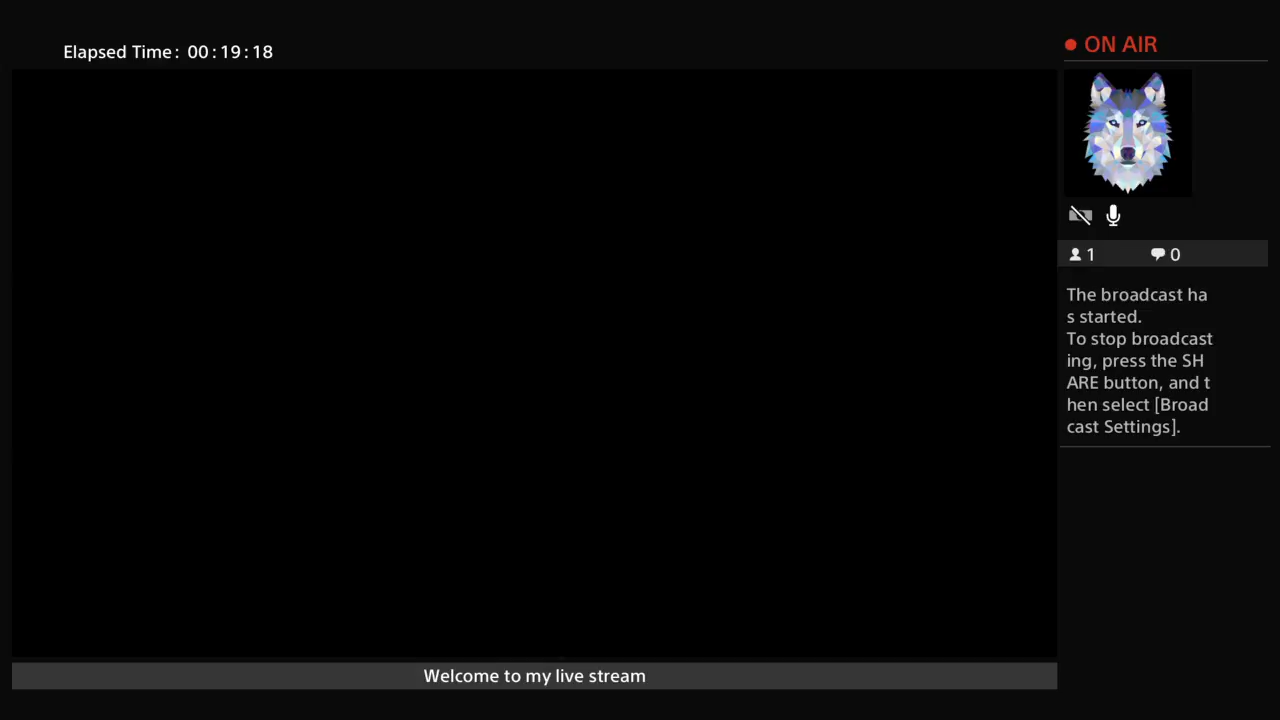 Elapsed Time: 00:19:18
ON AIR
1 0
The broadcast ha
s started.
To stop broadcast
ing, press the SH
ARE button, and t
hen select [Broad
cast Settings].
Welcome to my live stream